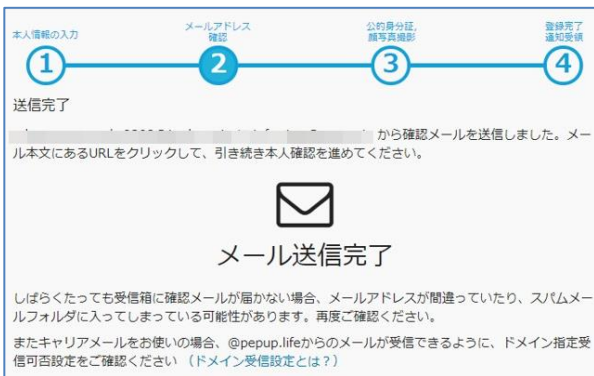 本人情報の入力
メールアドレス
確認
公的身分証,
顔写真撮影
登録完了
通知受領
1
2
3
4
送信完了
から確認メールを送信しました。メー
ル本文にあるURLをクリックして、引き続き本人確認を進めてください。
メール送信完了
しばらくたっても受信箱に確認メールが届かない場合、メールアドレスが間違っていたり、スパムメー
ルフォルダに入ってしまっている可能性があります。再度ご確認ください。
またキャリアメールをお使いの場合、@pepup.lifeからのメールが受信できるように、ドメイン指定受
信可否設定をご確認ください （ドメイン受信設定とは？）